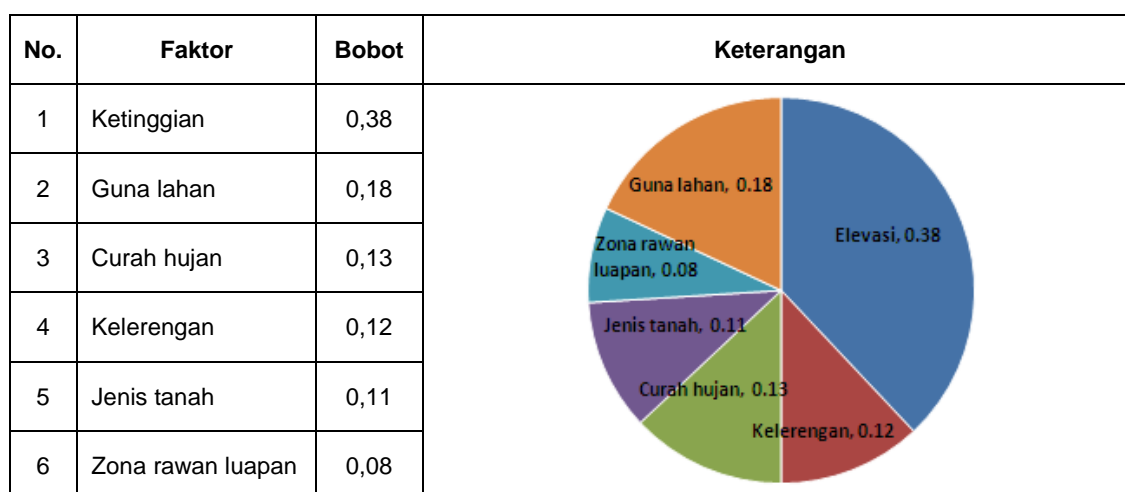 No. Faktor Bobot Keterangan
1 Ketinggian 0,38
2 Guna lahan 0,18
3 Curah hujan 0,13
4 Kelerengan 0,12
5 Jenis tanah 0,11
6 Zona rawan luapan 0,08
Guna lahan, 0.18
Elevasi, 0.38
Zona rawan
luapan, 0.08
Jenis tanah, 0.11
Curah hujan, 0.13
Kelerengan, 0.12